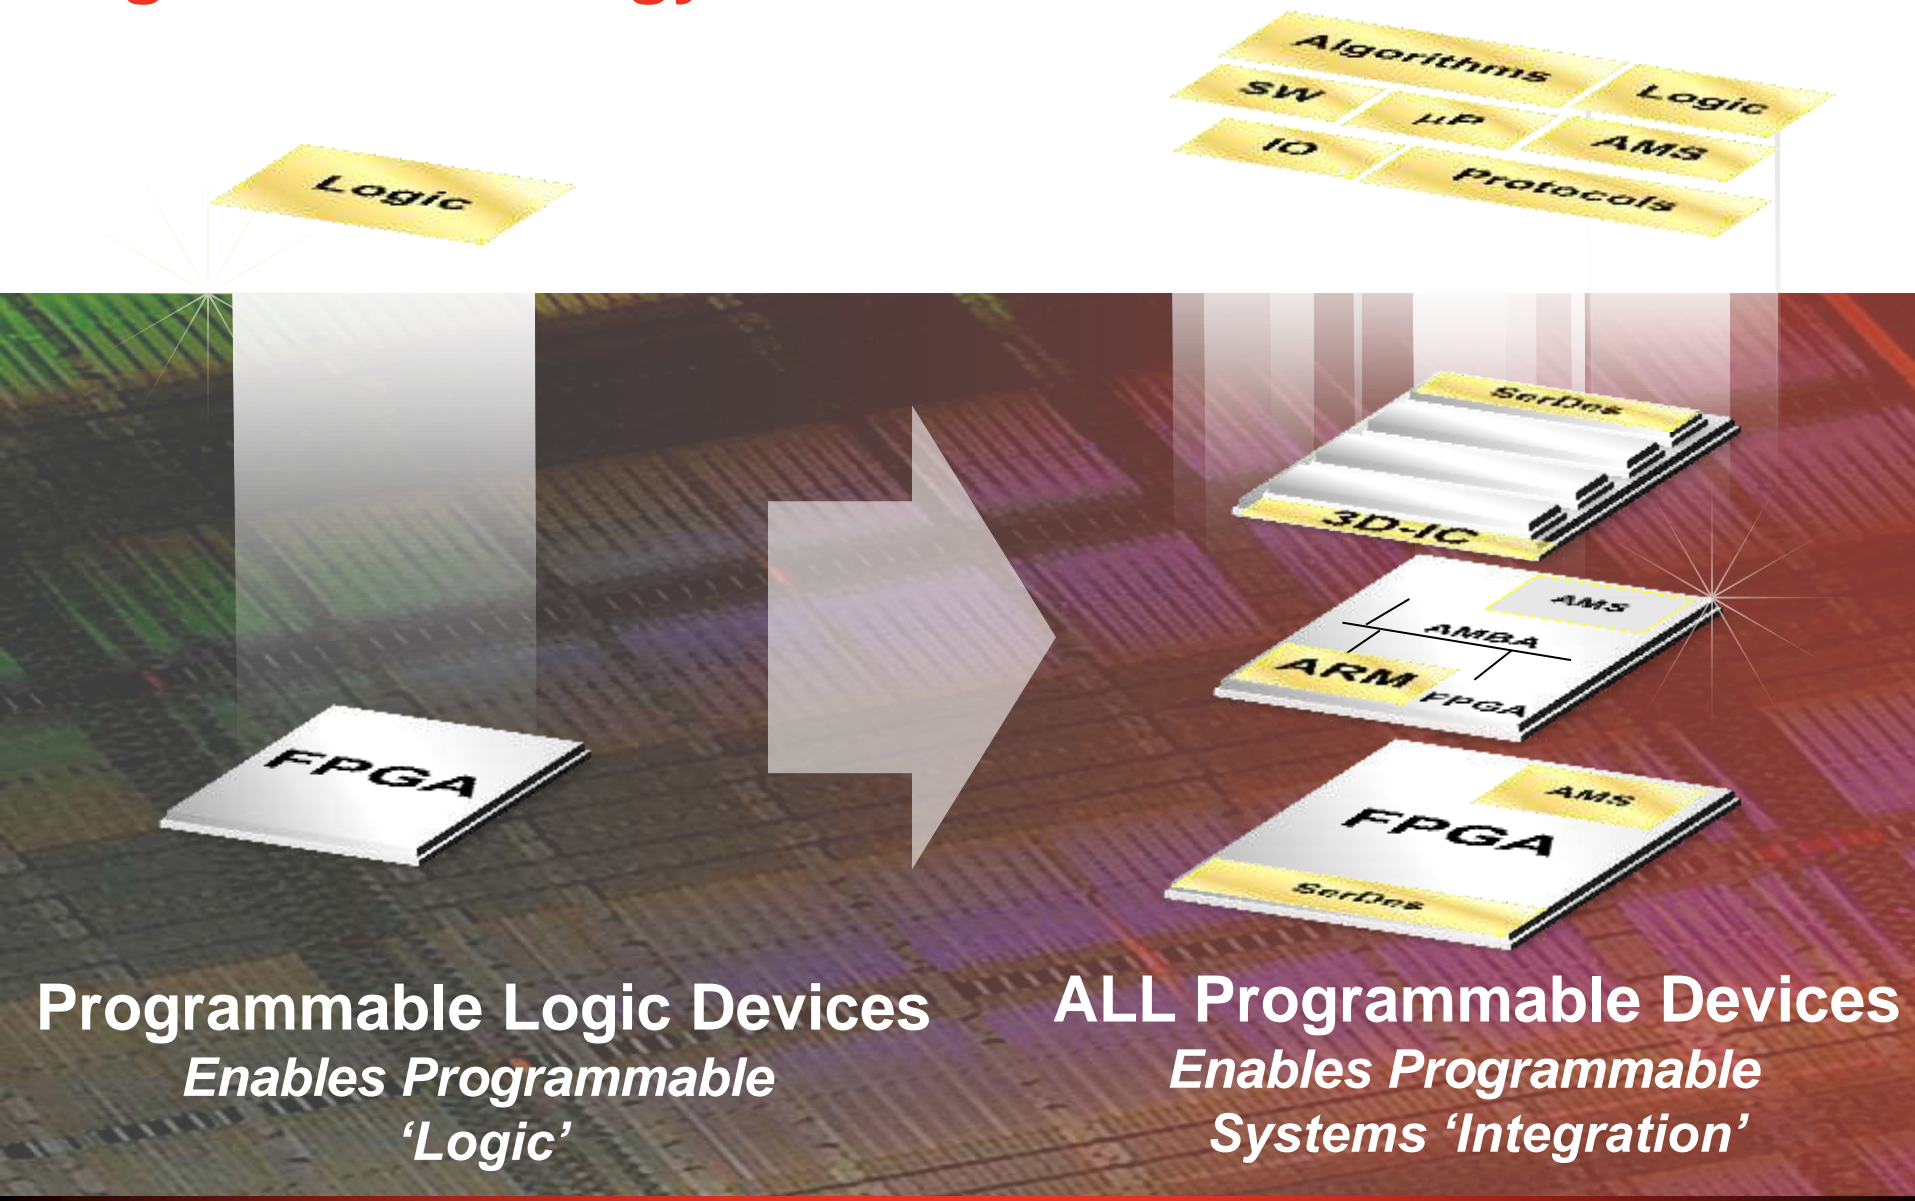 Logic
Algorithms
Logic
SW
µP
AMS
IO
Protocols
SerDes
3D-IC
AMS
AMBA
ARM
FPGA
FPGA
AMS
FPGA
SerDes
Programmable Logic Devices
Enables Programmable
‘Logic’
ALL Programmable Devices
Enables Programmable
Systems ‘Integration’